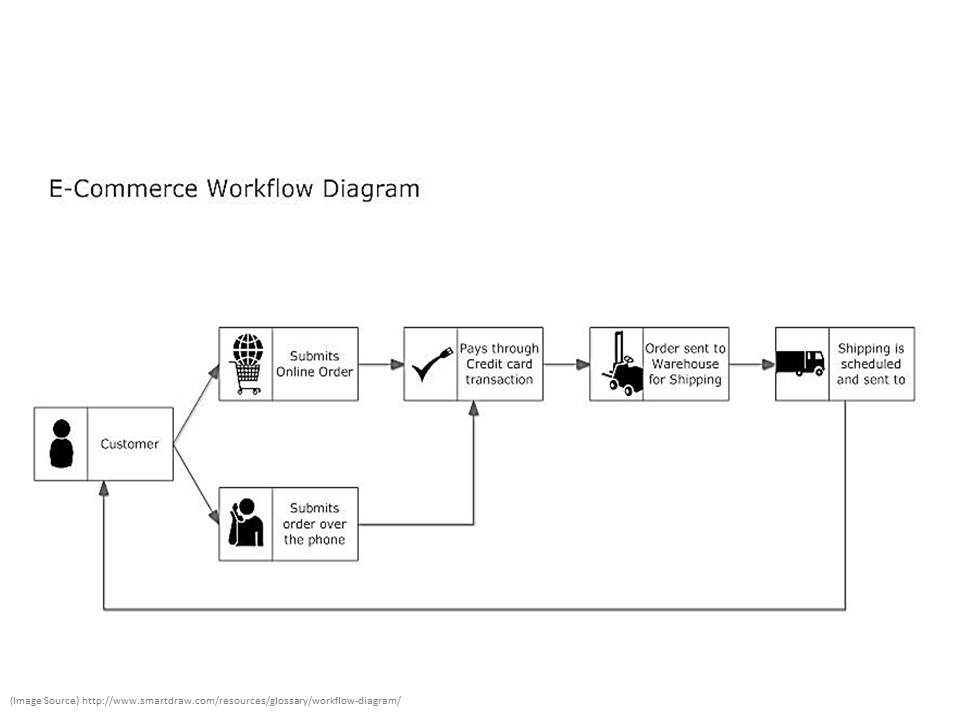 E-Commerce Workflow Diagram
Submits
Online Order
Pays through
Credit card
transaction
Order sent to
Warehouse
for Shipping
Shipping is
scheduled
and sent to
Customer
Submits
order over
the phone
(Image Source) http://www.smartdraw.com/resources/glossary/workflow-diagram/